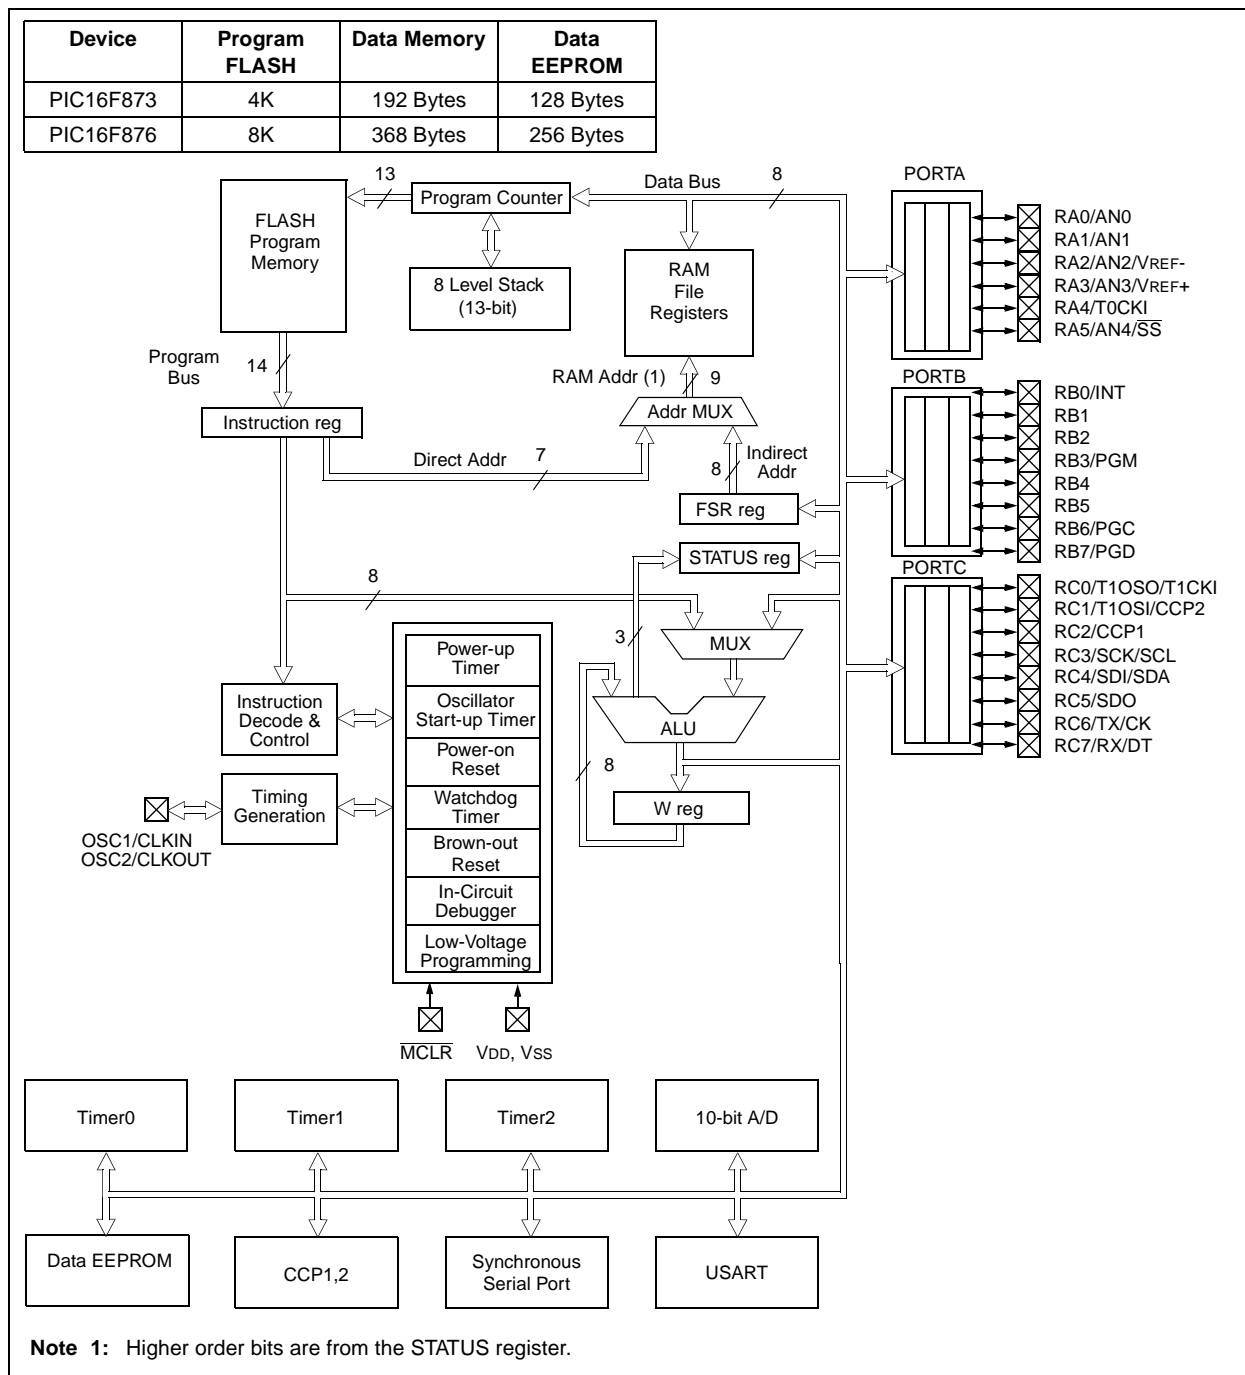 Device Program FLASH Data Memory Data EEPROM
PIC16F873 4K 192 Bytes 128 Bytes
PIC16F876 8K 368 Bytes 256 Bytes
FLASH
Program
Memory
13
Program Counter
Data Bus
8
8 Level Stack
(13-bit)
RAM
File
Registers
Program
Bus
14
RAM Addr (1)
9
Addr MUX
Instruction reg
Direct Addr
7
8
Indirect
Addr
FSR reg
STATUS reg
8
3
MUX
ALU
8
W reg
Instruction
Decode &
Control
Timing
Generation
OSC1/CLKIN
OSC2/CLKOUT
Power-up
Timer
Oscillator
Start-up Timer
Power-on
Reset
Watchdog
Timer
Brown-out
Reset
In-Circuit
Debugger
Low-Voltage
Programming
MCLR
VDD, VSS
PORTA
RA0/AN0
RA1/AN1
RA2/AN2/VREF-
RA3/AN3/VREF+
RA4/T0CKI
RA5/AN4/SS
PORTB
RB0/INT
RB1
RB2
RB3/PGM
RB4
RB5
RB6/PGC
RB7/PGD
PORTC
RC0/T1OSO/T1CKI
RC1/T1OSI/CCP2
RC2/CCP1
RC3/SCK/SCL
RC4/SDI/SDA
RC5/SDO
RC6/TX/CK
RC7/RX/DT
Timer0
Timer1
Timer2
10-bit A/D
Data EEPROM
CCP1,2
Synchronous
Serial Port
USART
Note 1: Higher order bits are from the STATUS register.